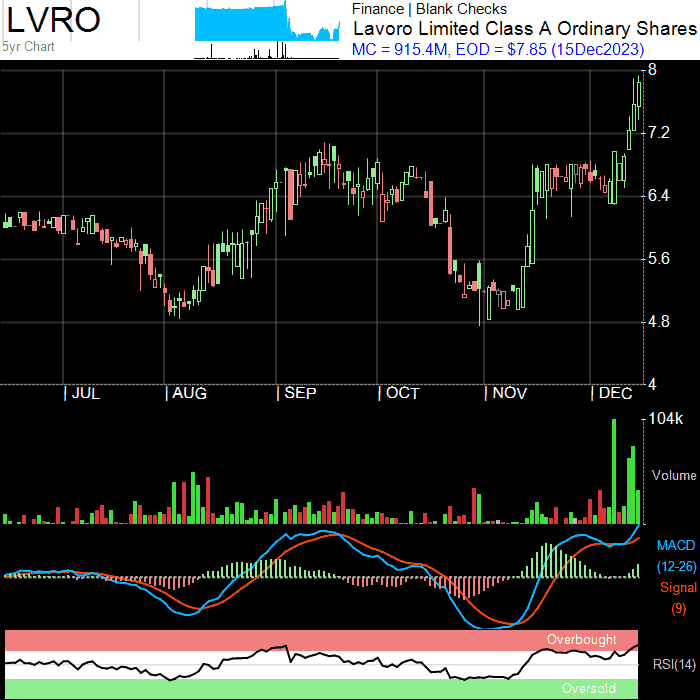 LVRO
5yr Chart
Finance | Blank Checks
Lavoro Limited Class A Ordinary Shares
MC = 915.4M, EOD = $7.85 (15Dec2023)
8
7.2
6.4
5.6
4.8
4
JUL AUG SEP OCT NOV DEC
104k
Volume
MACD
(12-26)
Signal
(9)
Overbought
RSI(14)
Oversold